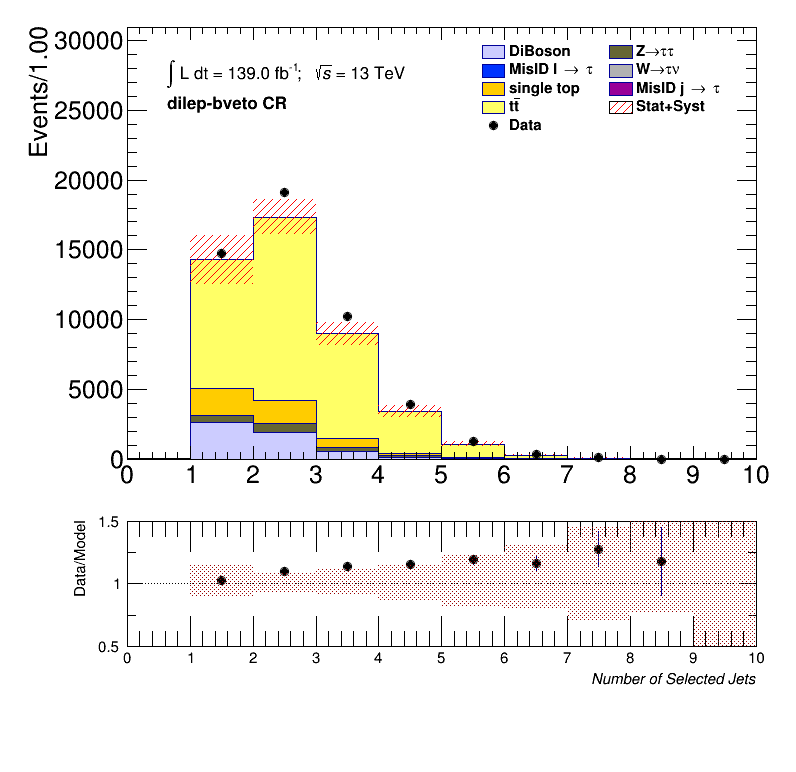 Events/1.00
30000
25000
20000
15000
10000
5000
0
∫ L dt = 139.0 fb⁻¹; √s = 13 TeV
dilep-bveto CR
DiBoson
Z→ττ
MisID l → τ
W→τν
single top
MisID j → τ
tt̄
Stat+Syst
Data
0 1 2 3 4 5 6 7 8 9 10
Data/Model
1.5
1
0.5
0 1 2 3 4 5 6 7 8 9 10
Number of Selected Jets